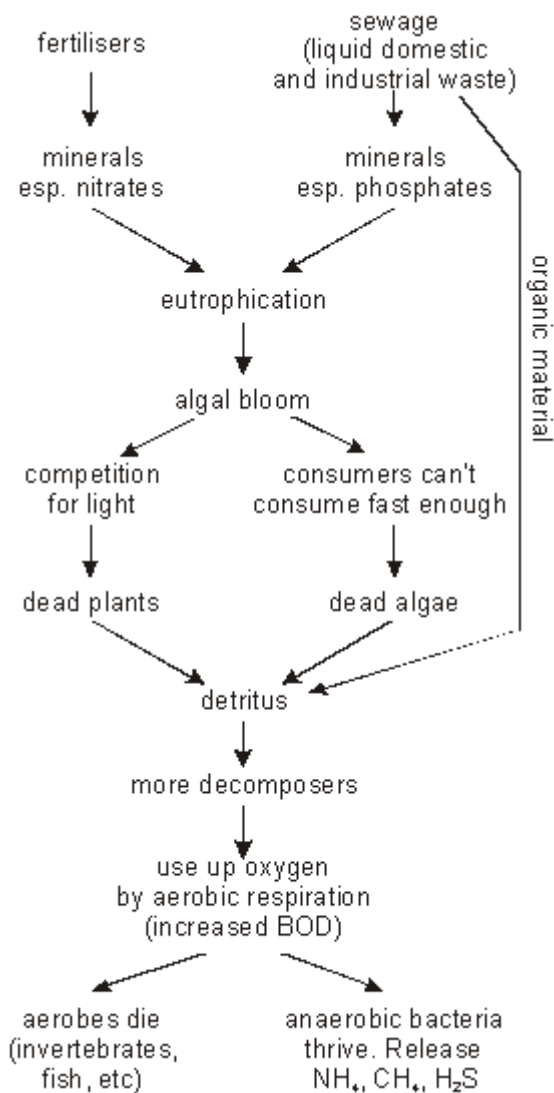 fertilisers
sewage
(liquid domestic
and industrial waste)
minerals
esp. nitrates
minerals
esp. phosphates
organic material
eutrophication
algal bloom
competition
for light
consumers can't
consume fast enough
dead plants
dead algae
detritus
more decomposers
use up oxygen
by aerobic respiration
(increased BOD)
aerobes die
(invertebrates,
fish, etc)
anaerobic bacteria
thrive. Release
NH₄, CH₄, H₂S